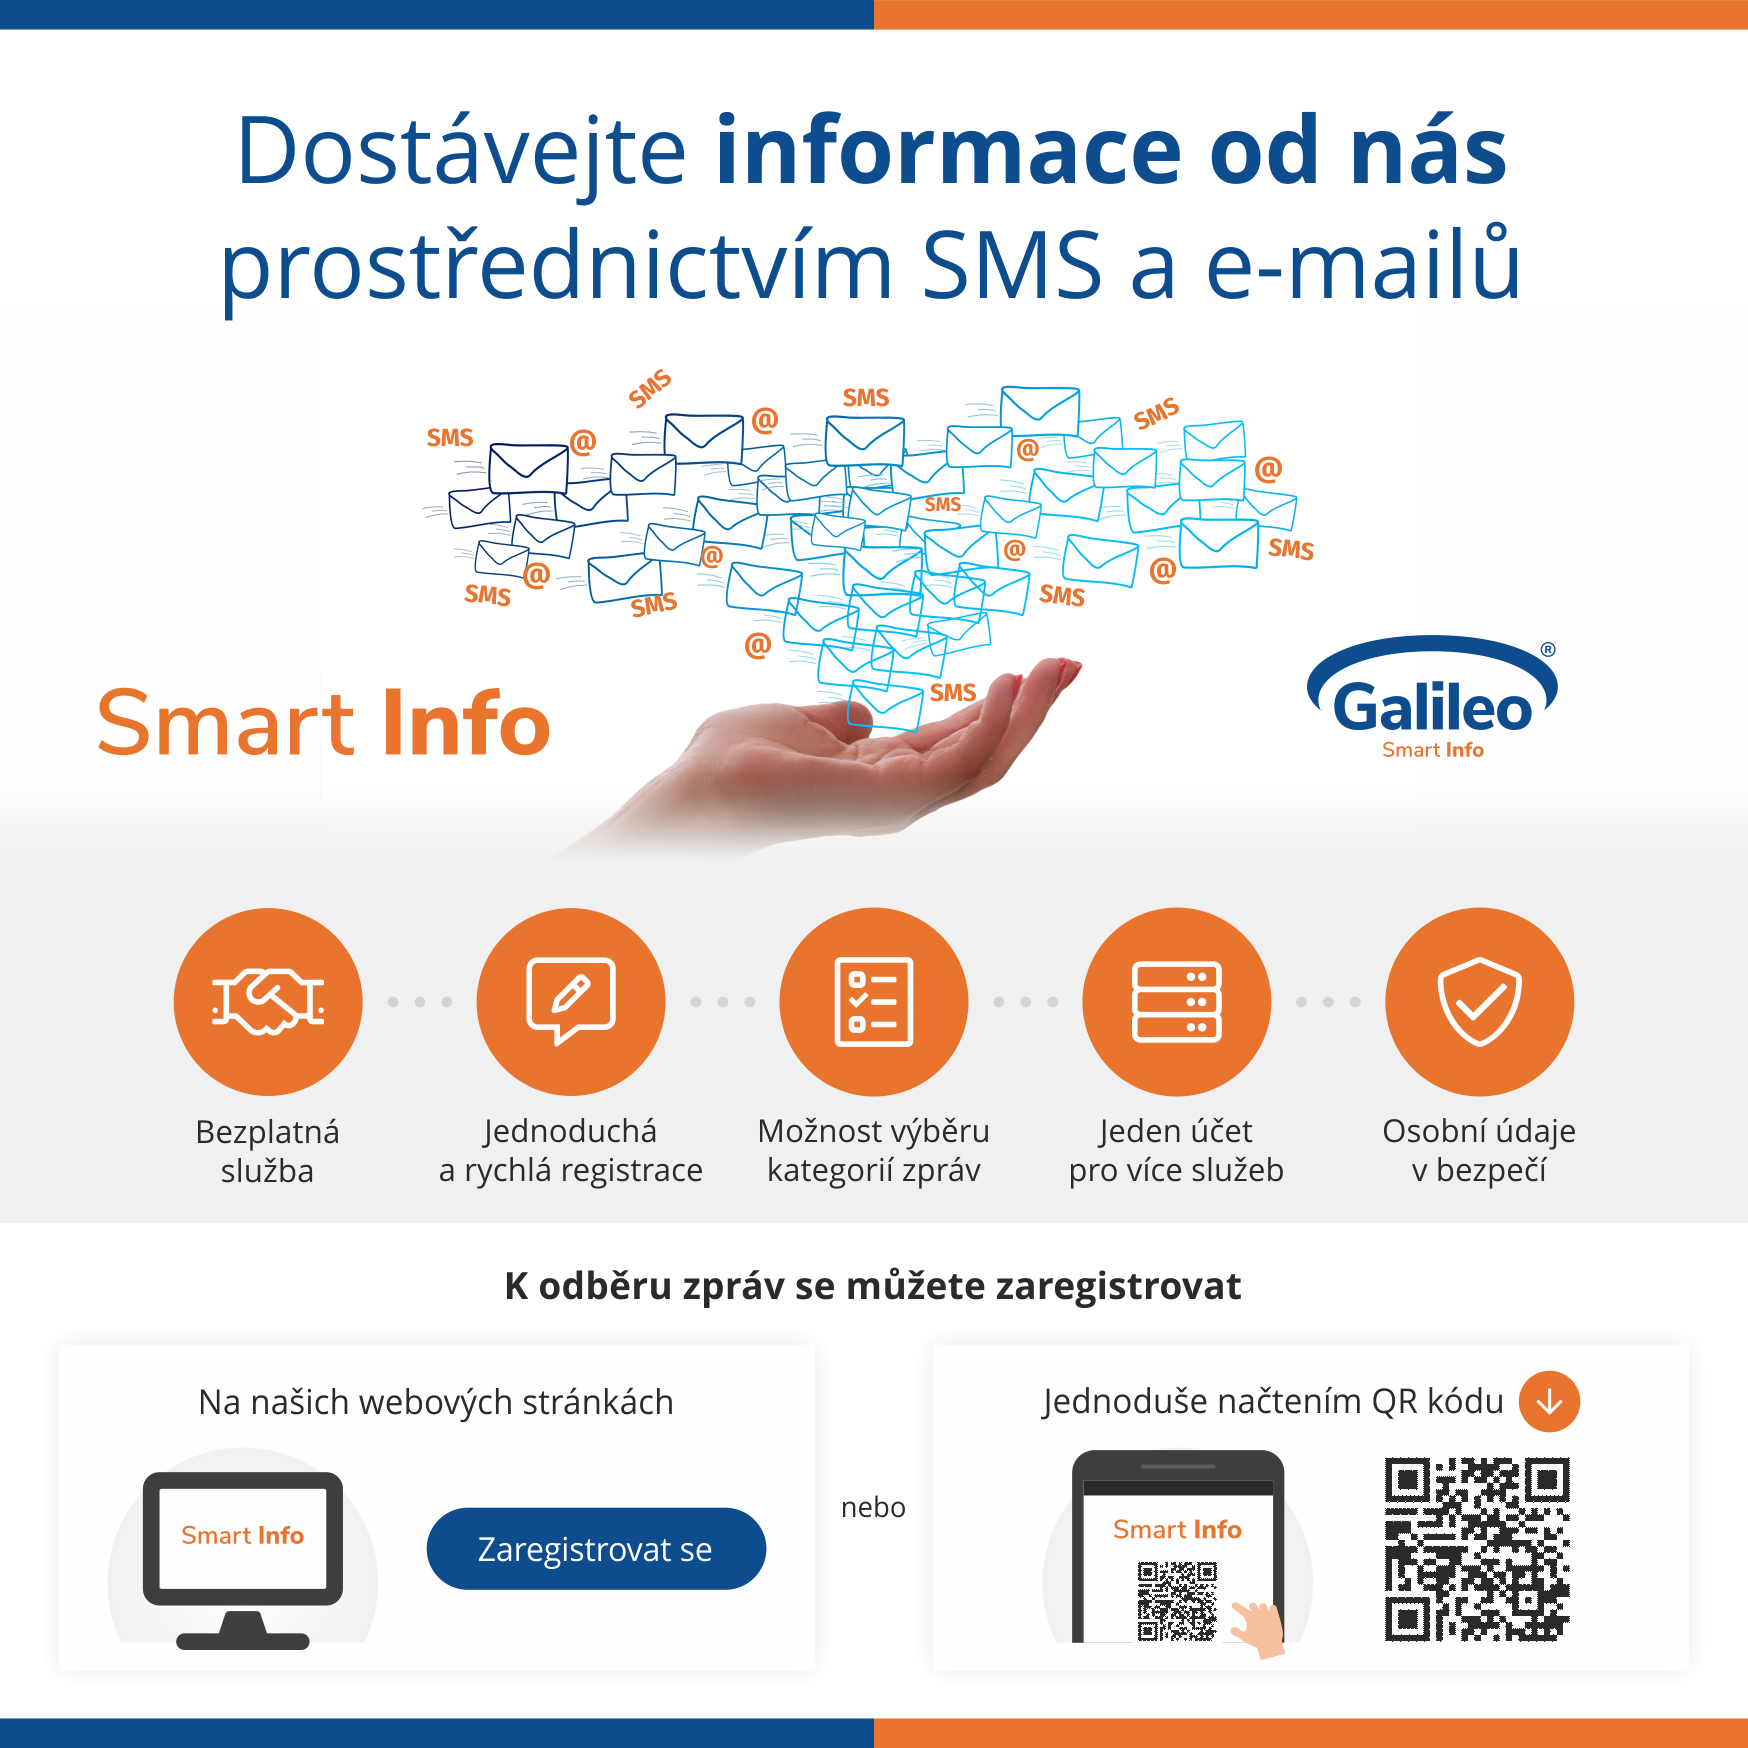 Dostávejte informace od nás
prostřednictvím SMS a e-mailů
SMS
SMS
SMS
SMS
@
@
@
@
SMS
@
@
@
@
SMS
SMS
SMS
SMS
@
SMS
Smart Info
Galileo®
Smart Info
Bezplatná
služba
Jednoduchá
a rychlá registrace
Možnost výběru
kategorií zpráv
Jeden účet
pro více služeb
Osobní údaje
v bezpečí
K odběru zpráv se můžete zaregistrovat
Na našich webových stránkách
Smart Info
Zaregistrovat se
nebo
Jednoduše načtením QR kódu
Smart Info